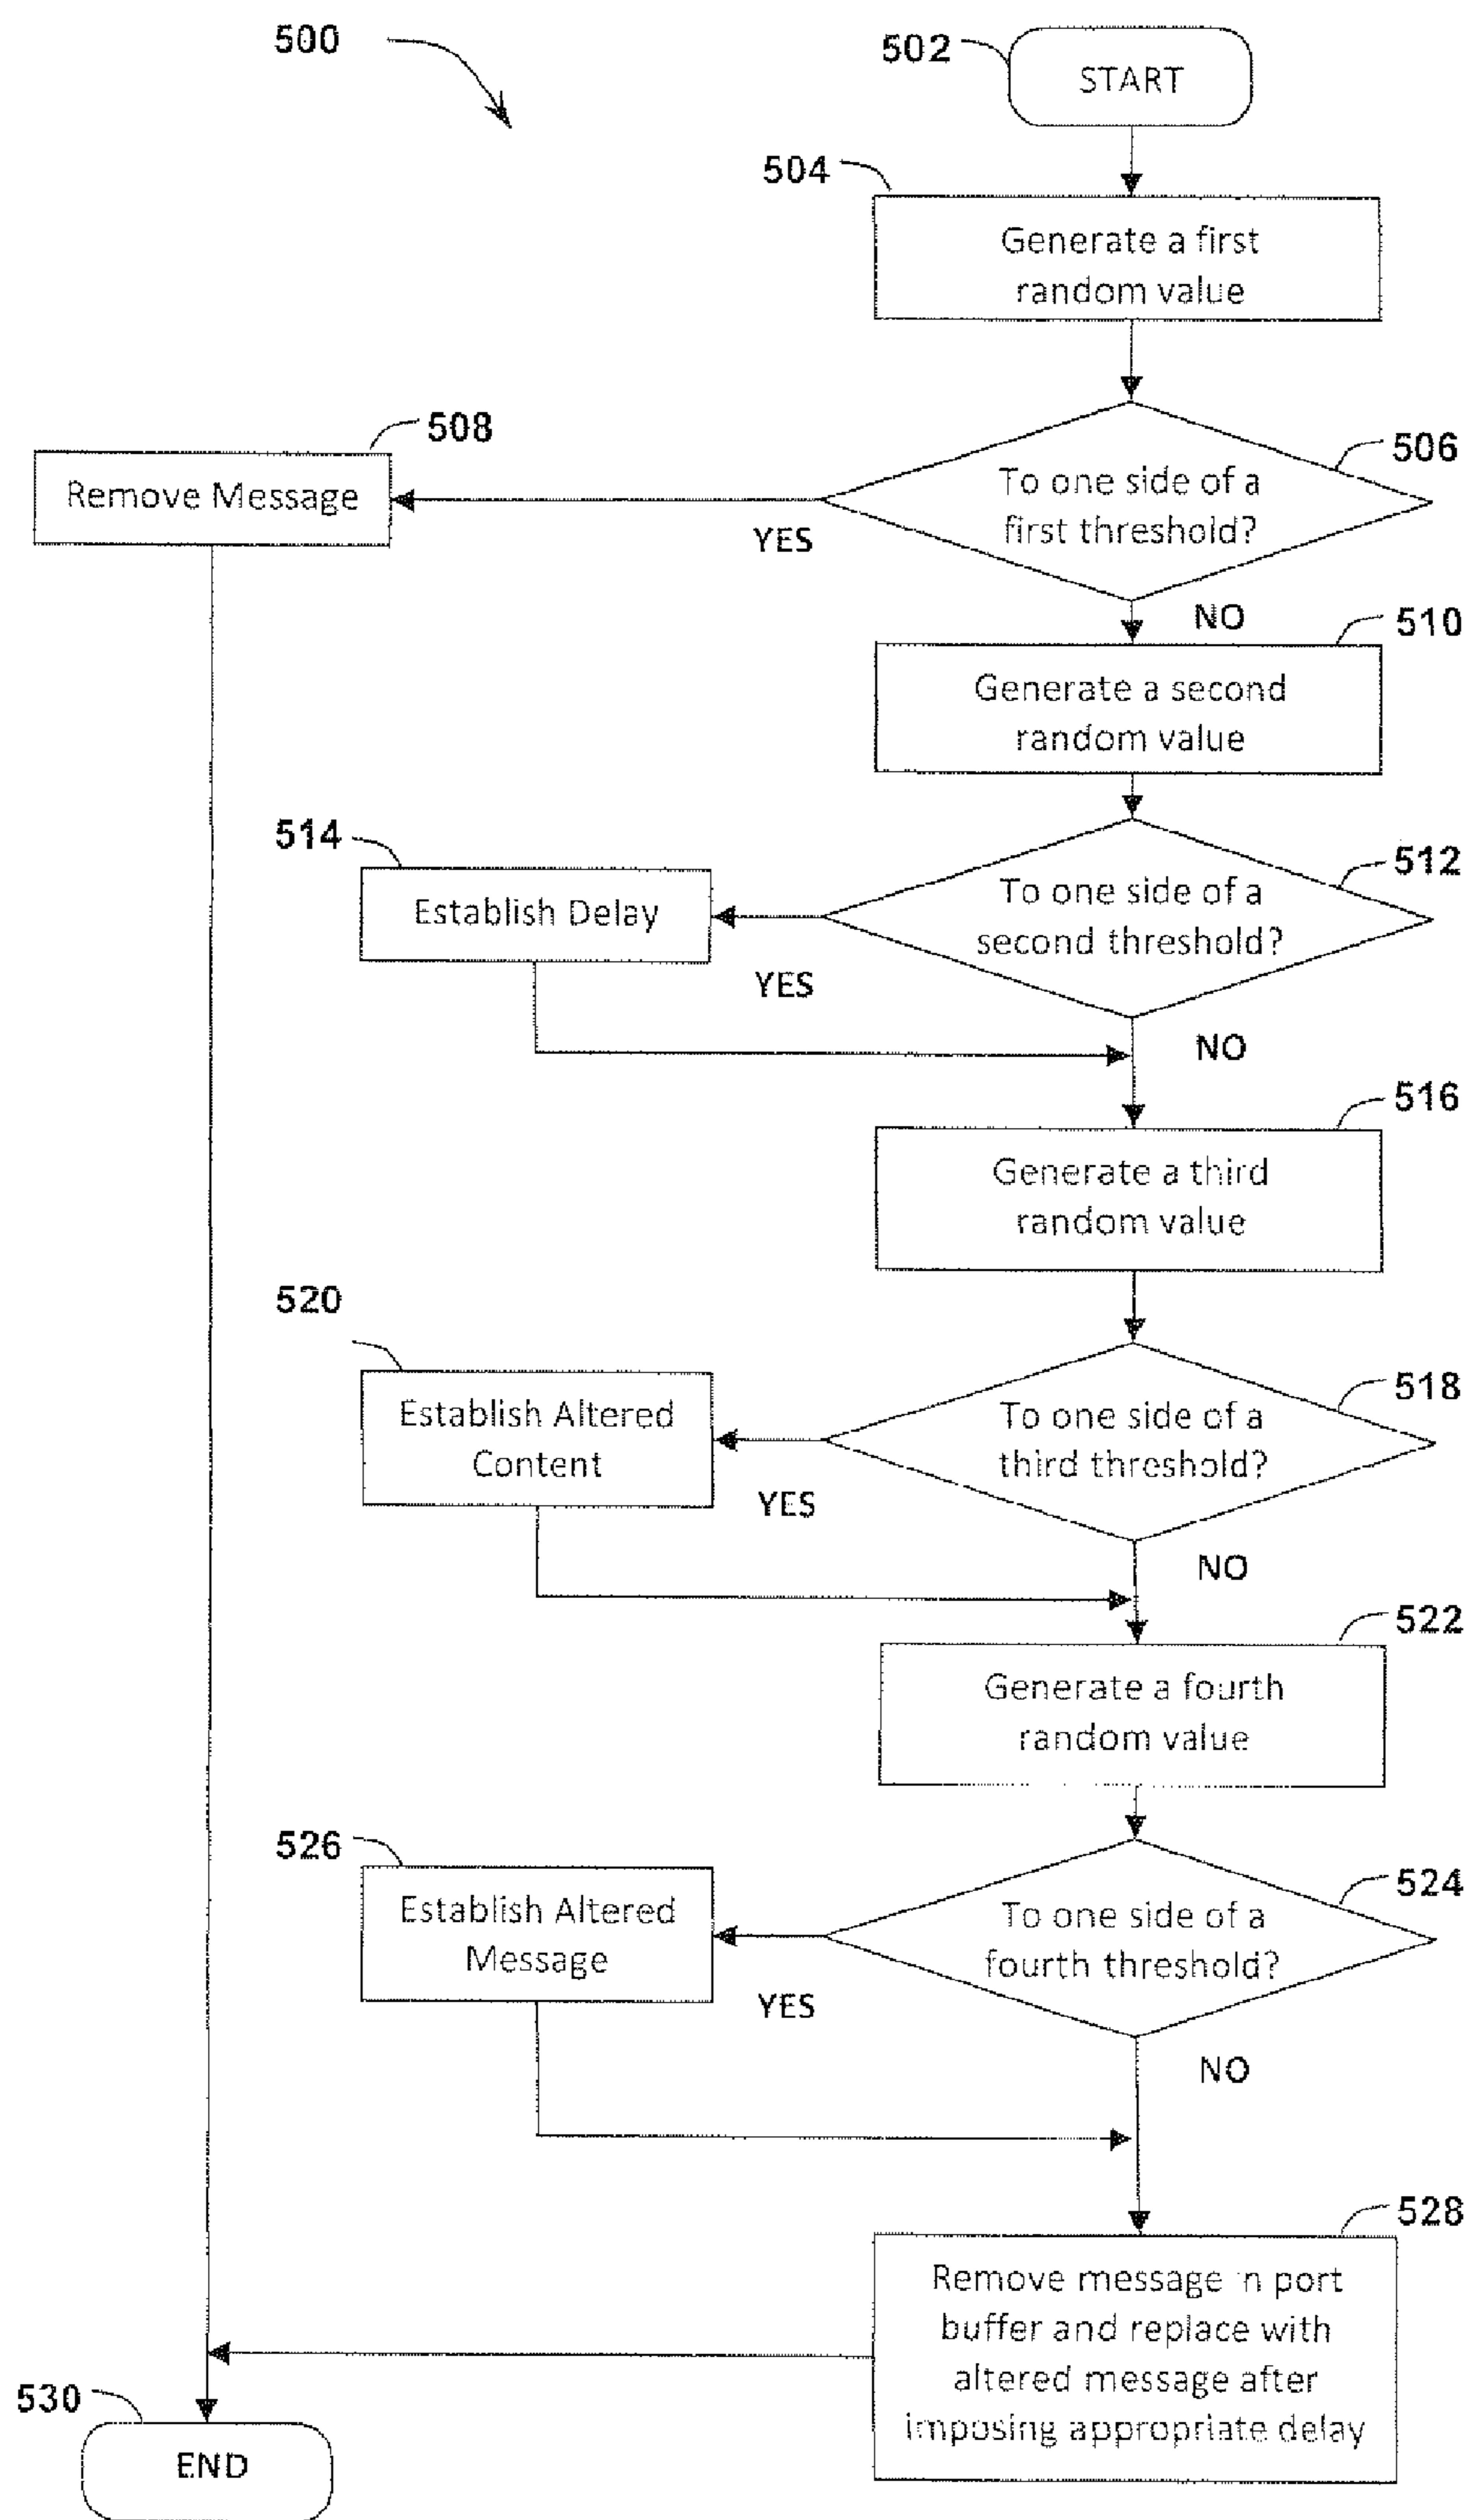 500
502
START
504
Generate a first
random value
508
Remove Message
506
To one side of a
first threshold?
YES
NO
510
Generate a second
random value
514
Establish Delay
512
To one side of a
second threshold?
YES
NO
516
Generate a third
random value
520
Establish Altered
Content
518
To one side of a
third threshold?
YES
NO
522
Generate a fourth
random value
526
Establish Altered
Message
524
To one side of a
fourth threshold?
YES
NO
528
Remove message in port
buffer and replace with
altered message after
imposing appropriate delay
530
END